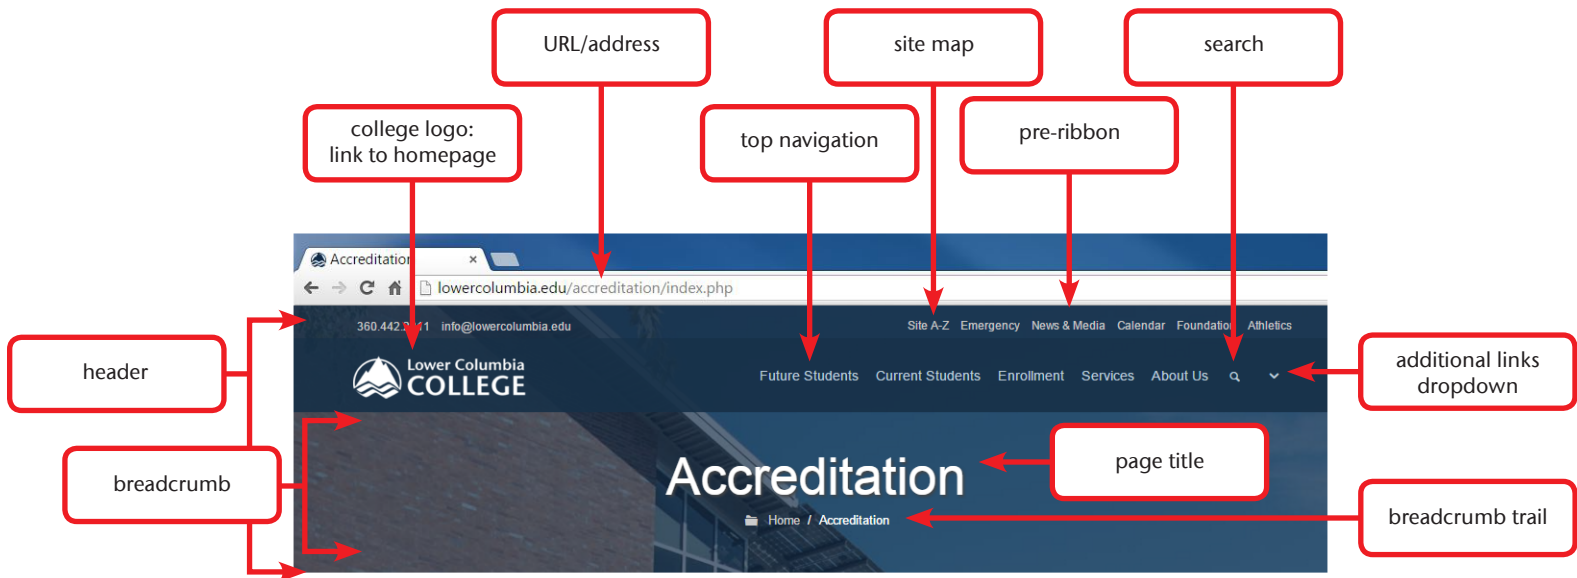 URL/address
site map
search
college logo:
link to homepage
top navigation
pre-ribbon
Accreditation
lowercolumbia.edu/accreditation/index.php
info@lowercolumbia.edu
Site A-Z Emergency News & Media Calendar Foundation Athletics
header
Lower Columbia
COLLEGE
Future Students Current Students Enrollment Services About Us
additional links
dropdown
breadcrumb
Accreditation
page title
Home / Accreditation
breadcrumb trail